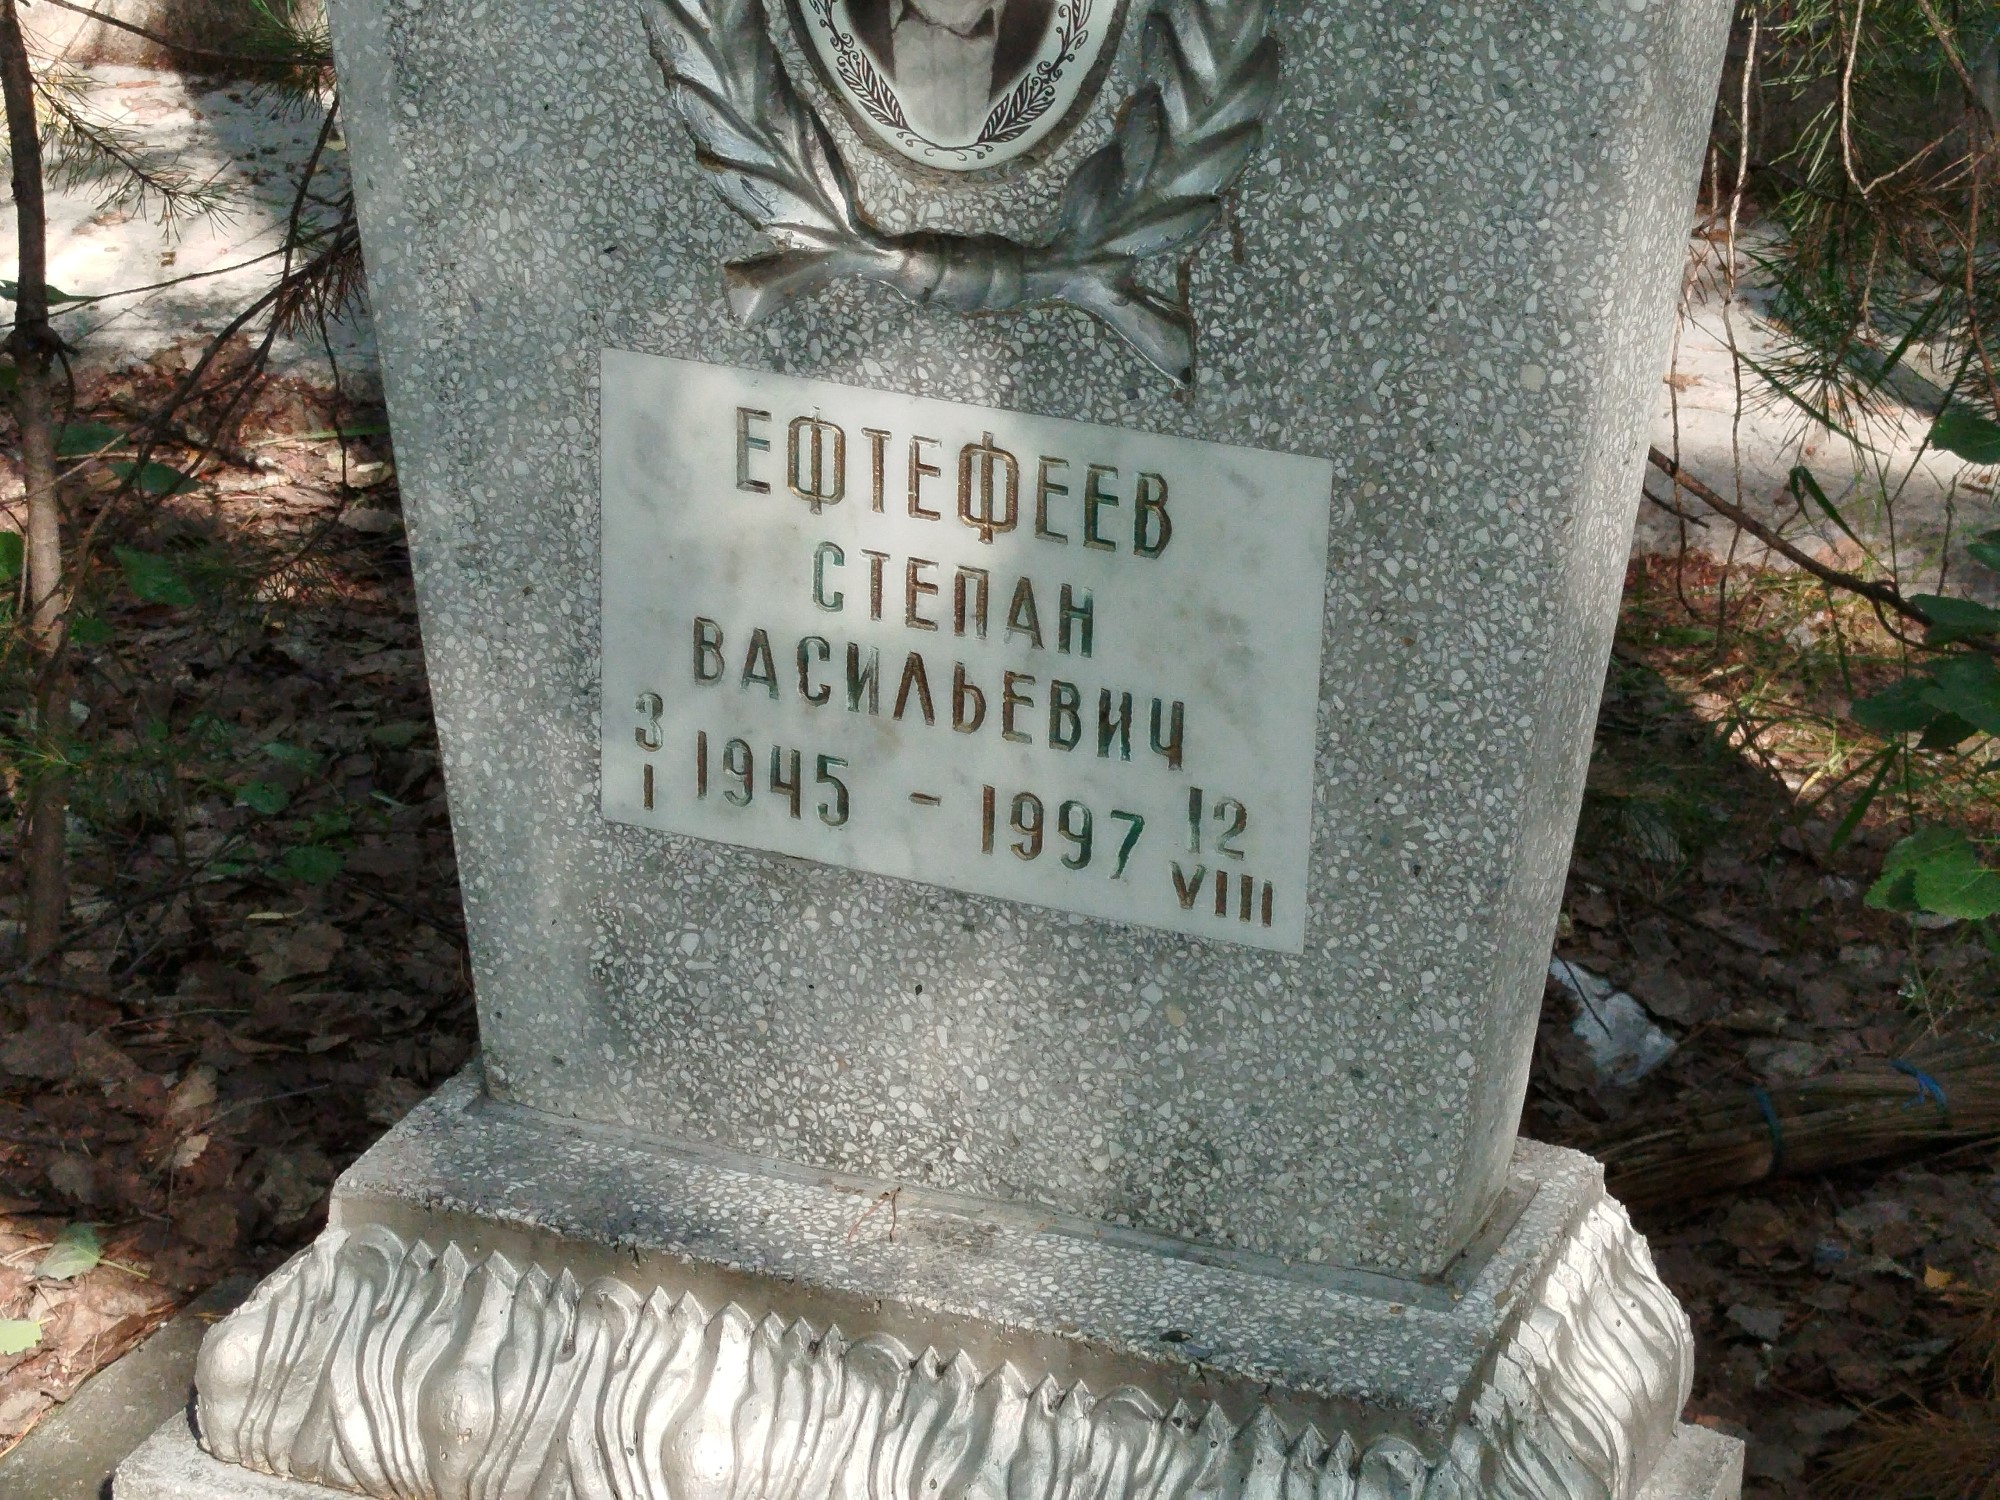 ЕФТЕФЕЕВ
СТЕПАН
ВАСИЛЬЕВИЧ
3 I 1945 - 1997 12 VIII